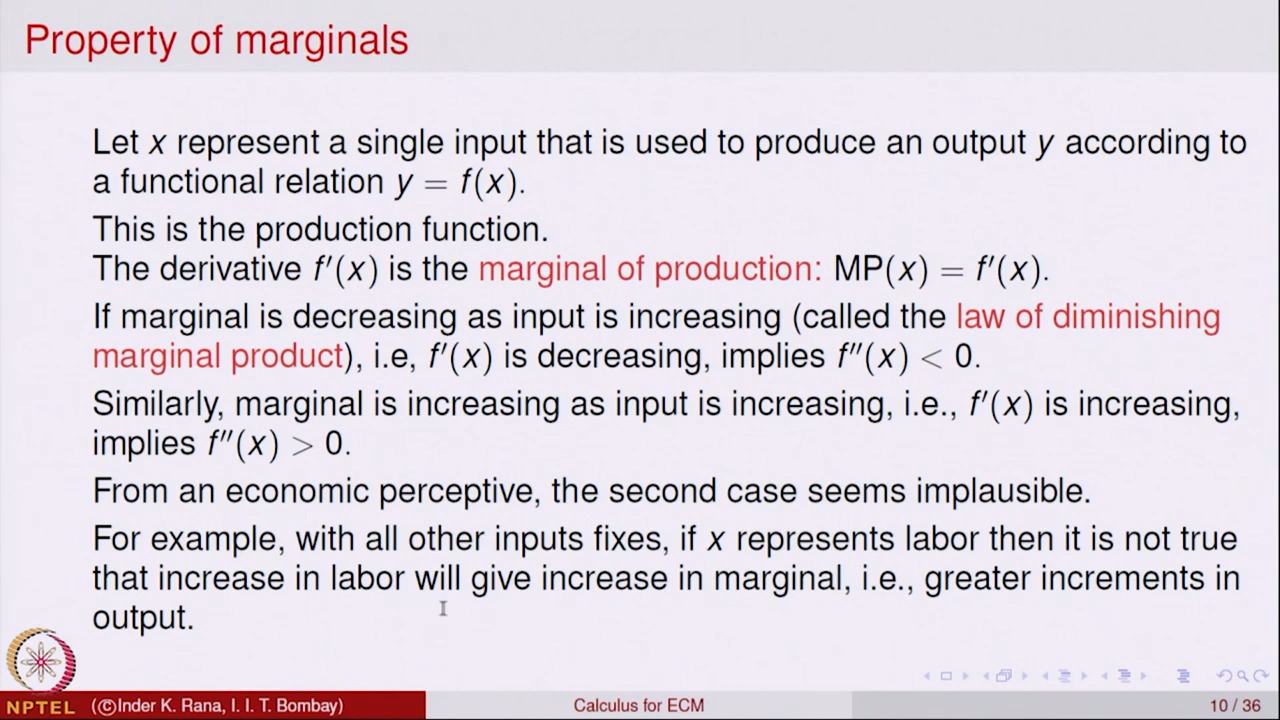 Property of marginals
Let x represent a single input that is used to produce an output y according to
a functional relation y = f(x).
This is the production function.
The derivative f′(x) is the marginal of production: MP(x) = f′(x).
If marginal is decreasing as input is increasing (called the law of diminishing
marginal product), i.e, f′(x) is decreasing, implies f″(x) < 0.
Similarly, marginal is increasing as input is increasing, i.e., f′(x) is increasing,
implies f″(x) > 0.
From an economic perceptive, the second case seems implausible.
For example, with all other inputs fixes, if x represents labor then it is not true
that increase in labor will give increase in marginal, i.e., greater increments in
output.
NPTEL (©Inder K. Rana, I. I. T. Bombay) Calculus for ECM 10 / 36